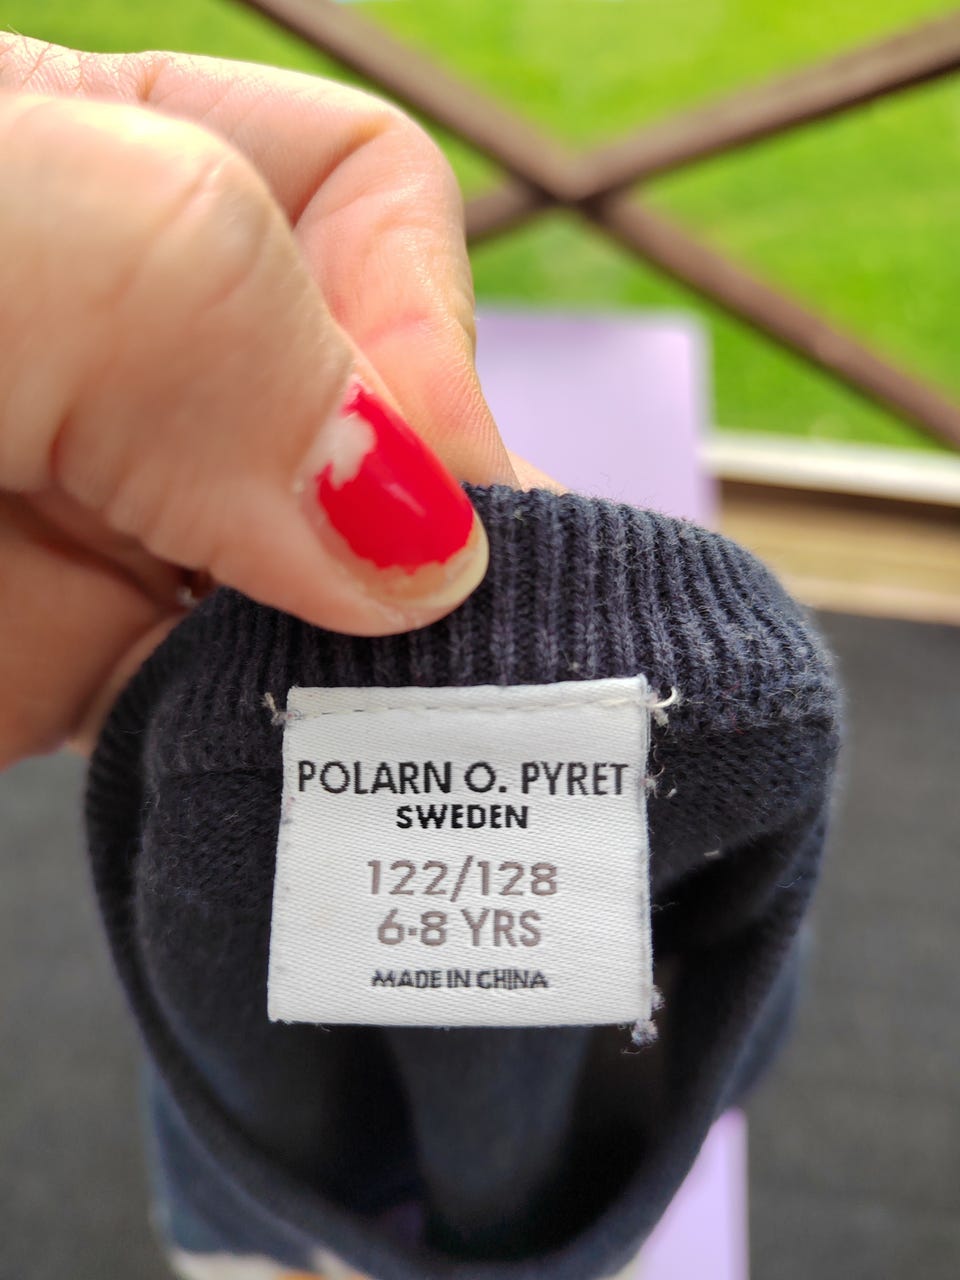 POLARN O. PYRET
SWEDEN
122/128
6-8 YRS
MADE IN CHINA